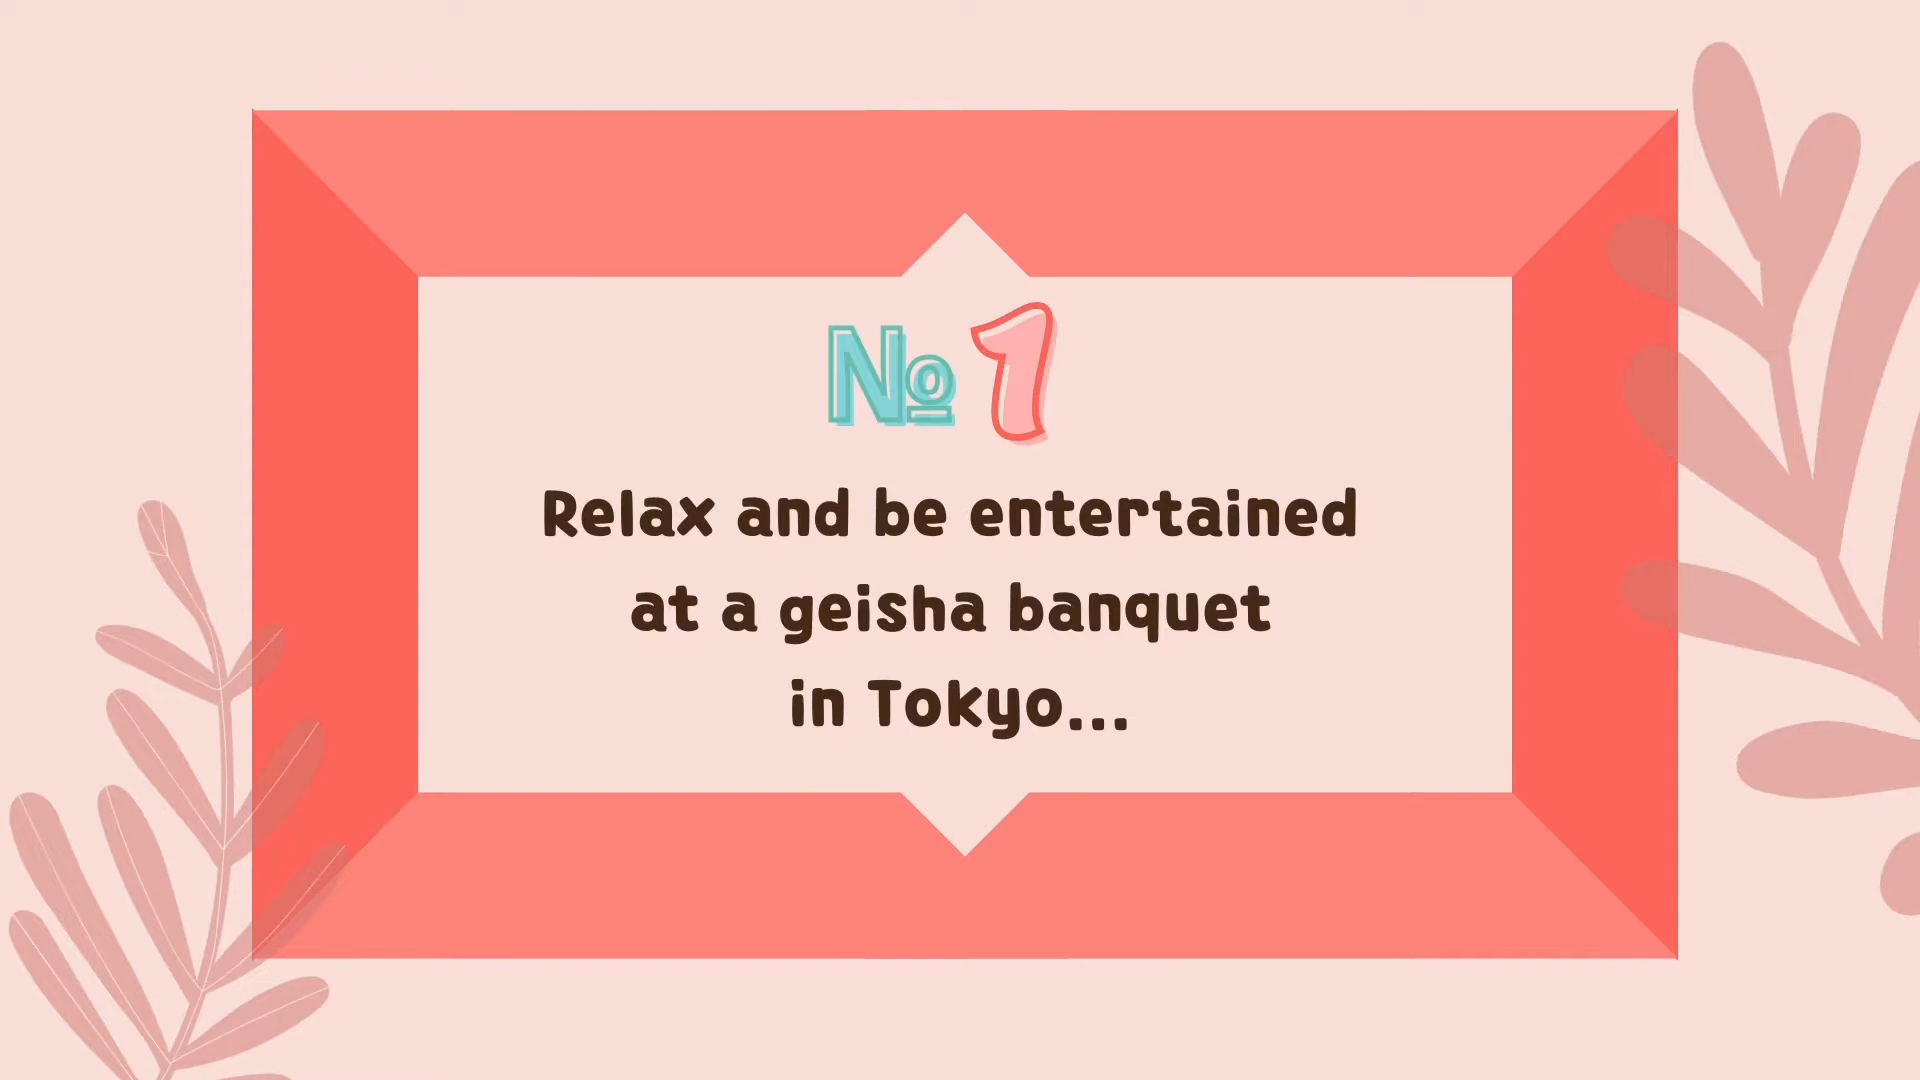 № 1
Relax and be entertained
at a geisha banquet
in Tokyo...